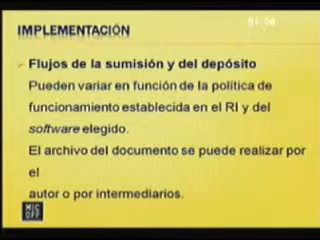 01:06
IMPLEMENTACIÓN
Flujos de la sumisión y del depósito
Pueden variar en función de la política de
funcionamiento establecida en el RI y del
software elegido.
El archivo del documento se puede realizar por
el
autor o por intermediarios.
MIC
OFF